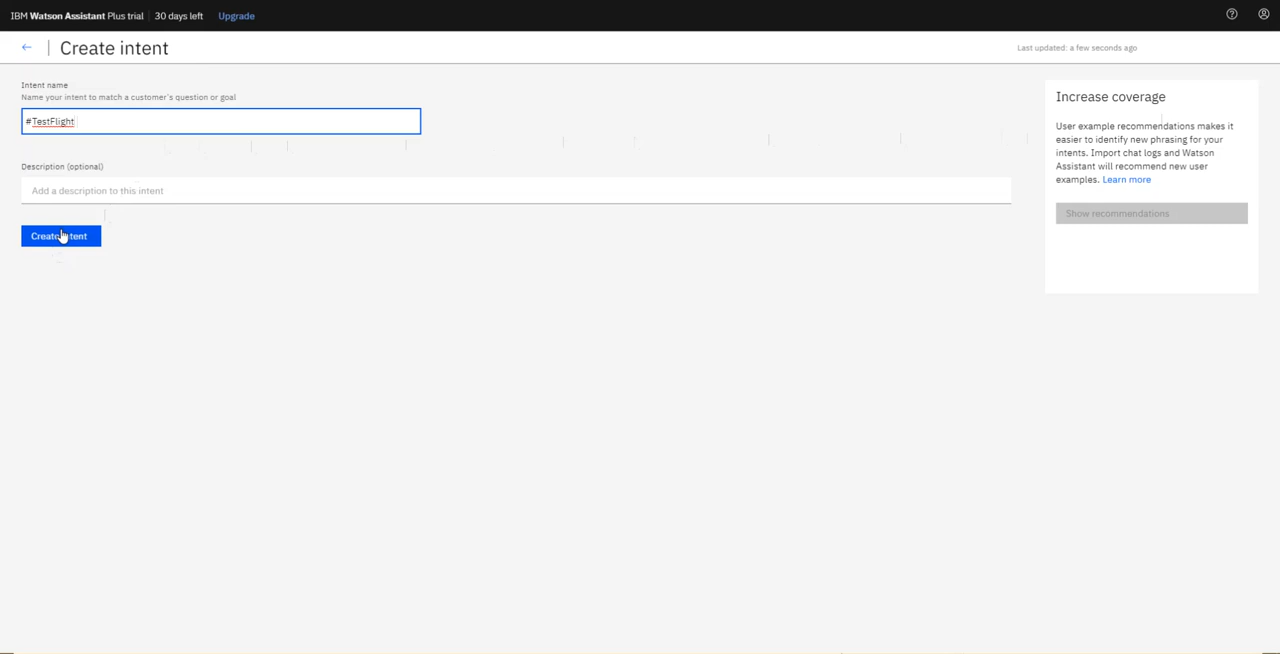 IBM Watson Assistant Plus trial 30 days left Upgrade
← Create intent Last updated: a few seconds ago
Intent name
Name your intent to match a customer's question or goal
#TestFlight
Description (optional)
Add a description to this intent
Create intent
Increase coverage
User example recommendations makes it
easier to identify new phrasing for your
intents. Import chat logs and Watson
Assistant will recommend new user
examples. Learn more
Show recommendations